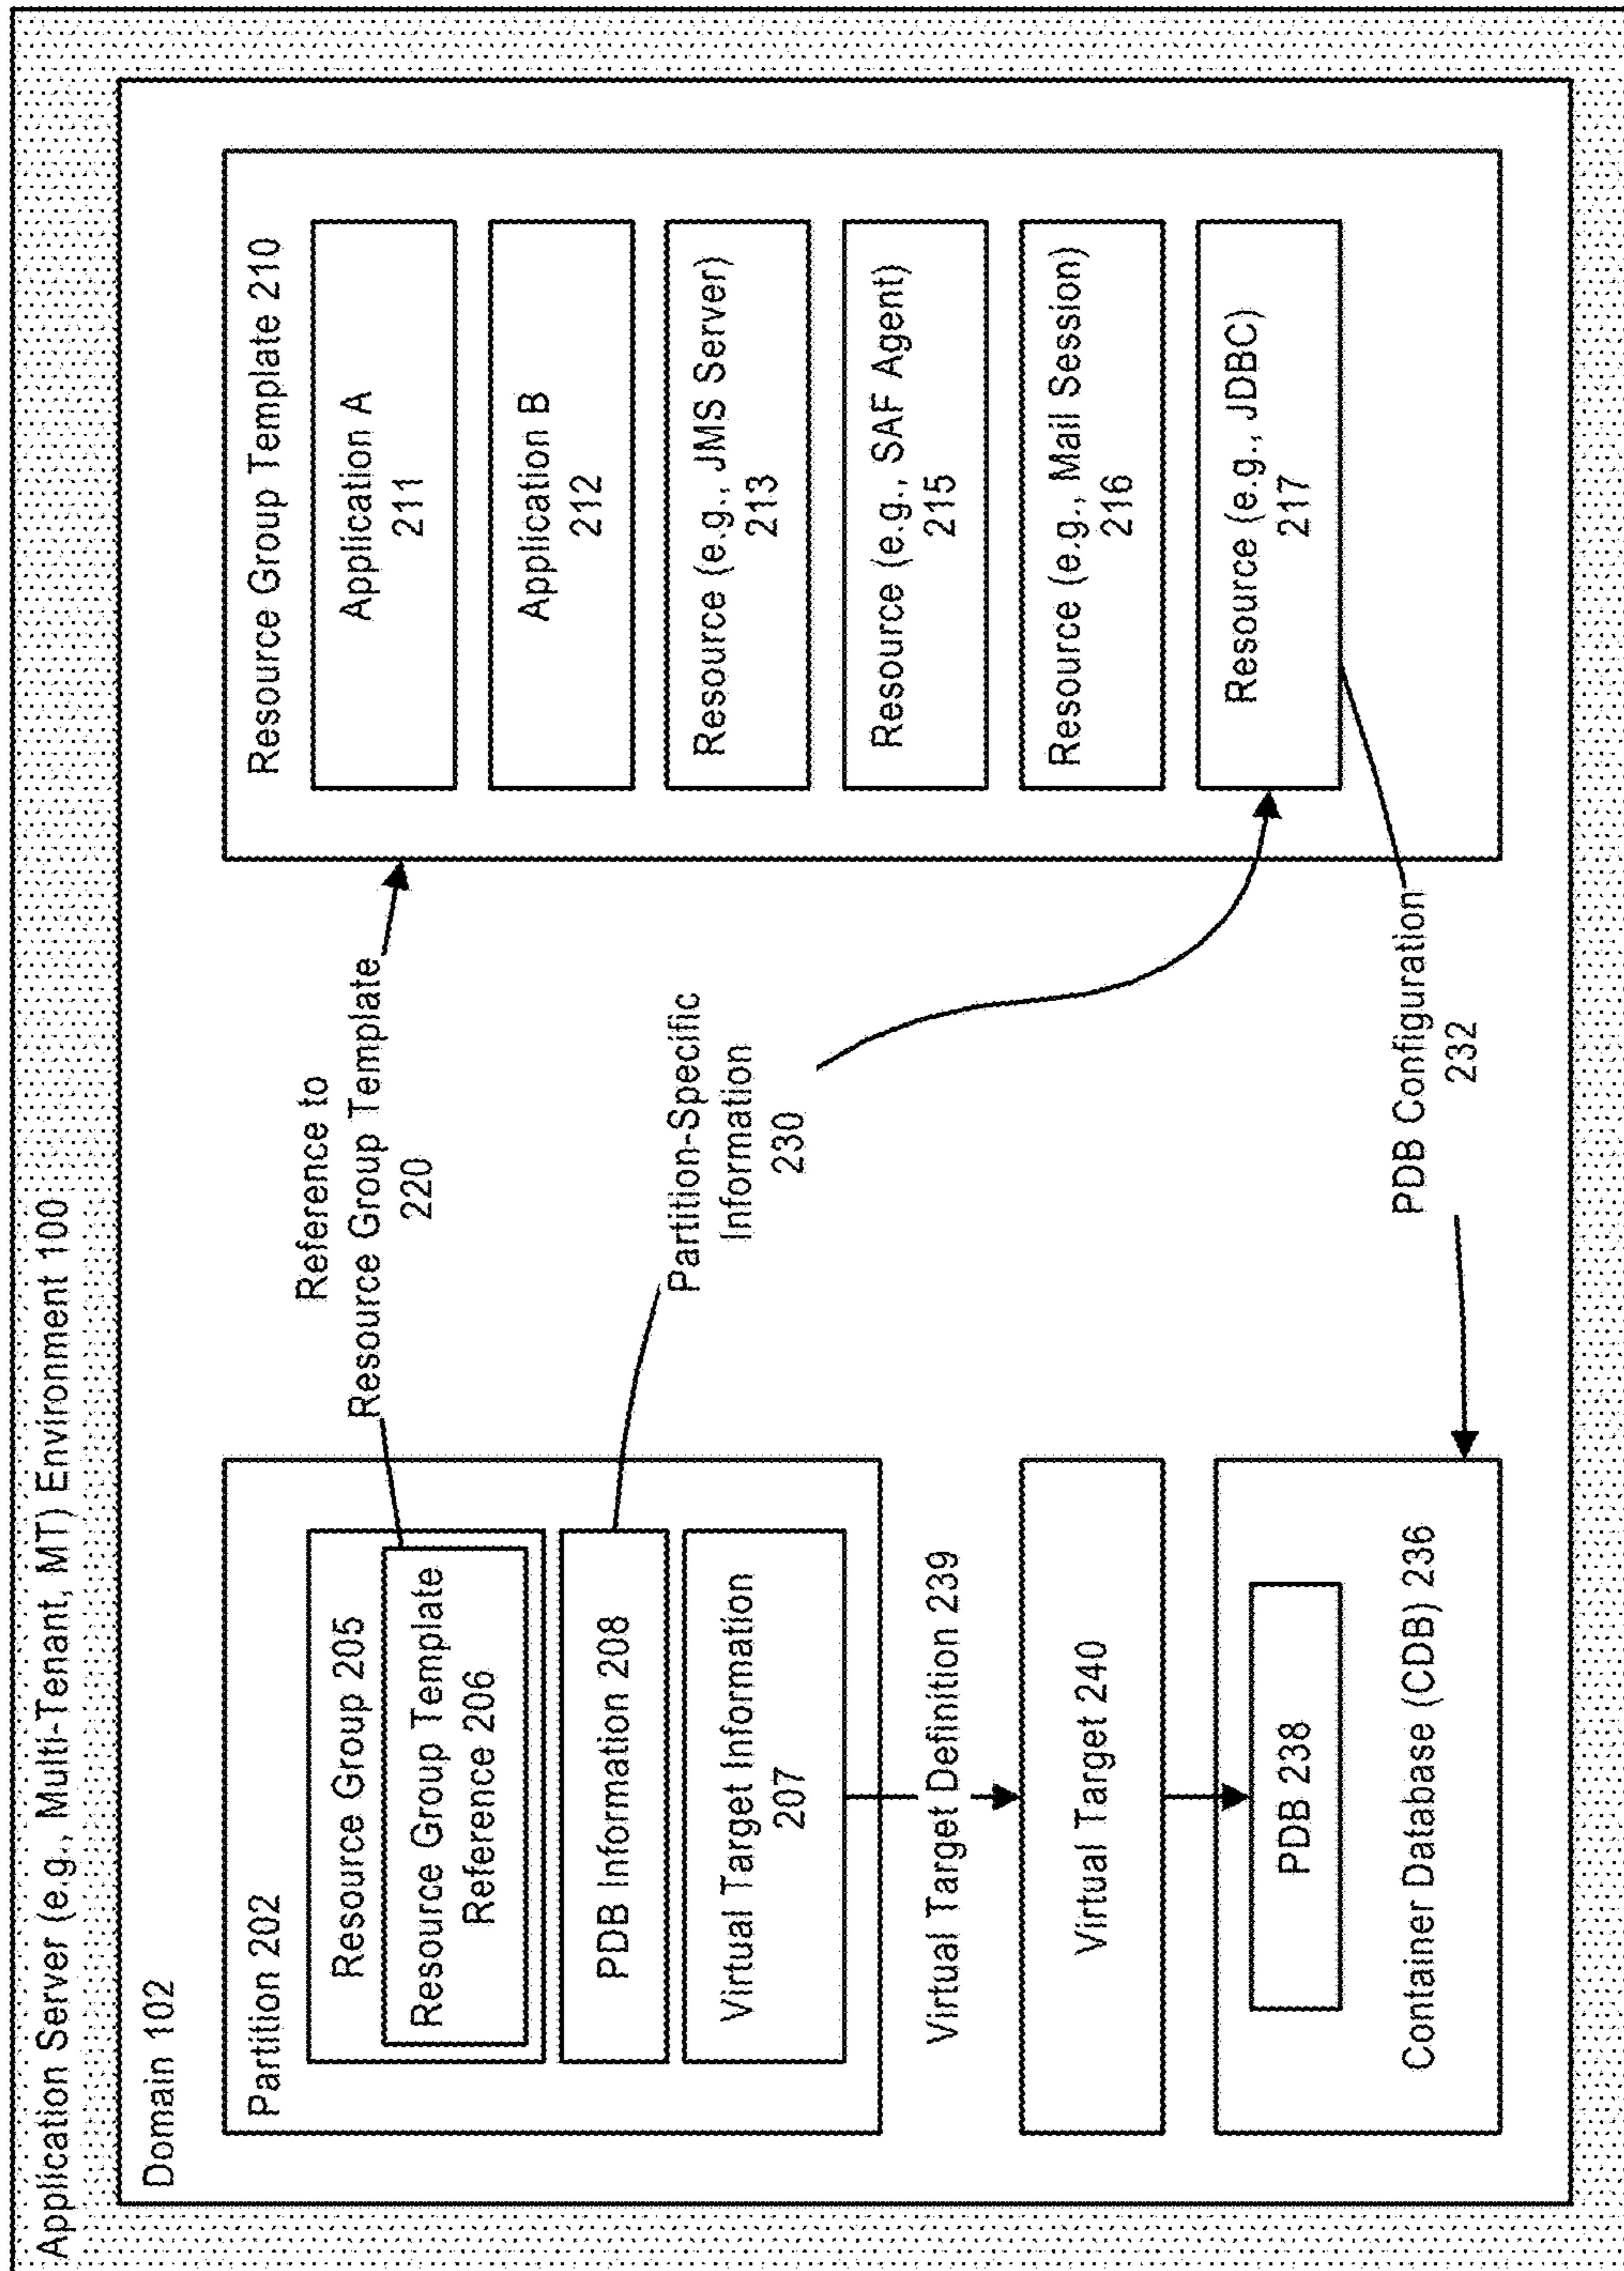 Application Server (e.g., Multi-Tenant, MT) Environment 100
Domain 102
Partition 202
Resource Group 205
Resource Group Template
Reference 206
PDB Information 208
Virtual Target Information
207
Virtual Target Definition 239
Virtual Target 240
PDB 238
Container Database (CDB) 236
Reference to
Resource Group Template
220
Partition-Specific
Information
230
PDB Configuration
232
Resource Group Template 210
Application A
211
Application B
212
Resource (e.g., JMS Server)
213
Resource (e.g., SAF Agent)
215
Resource (e.g., Mail Session)
216
Resource (e.g., JDBC)
217